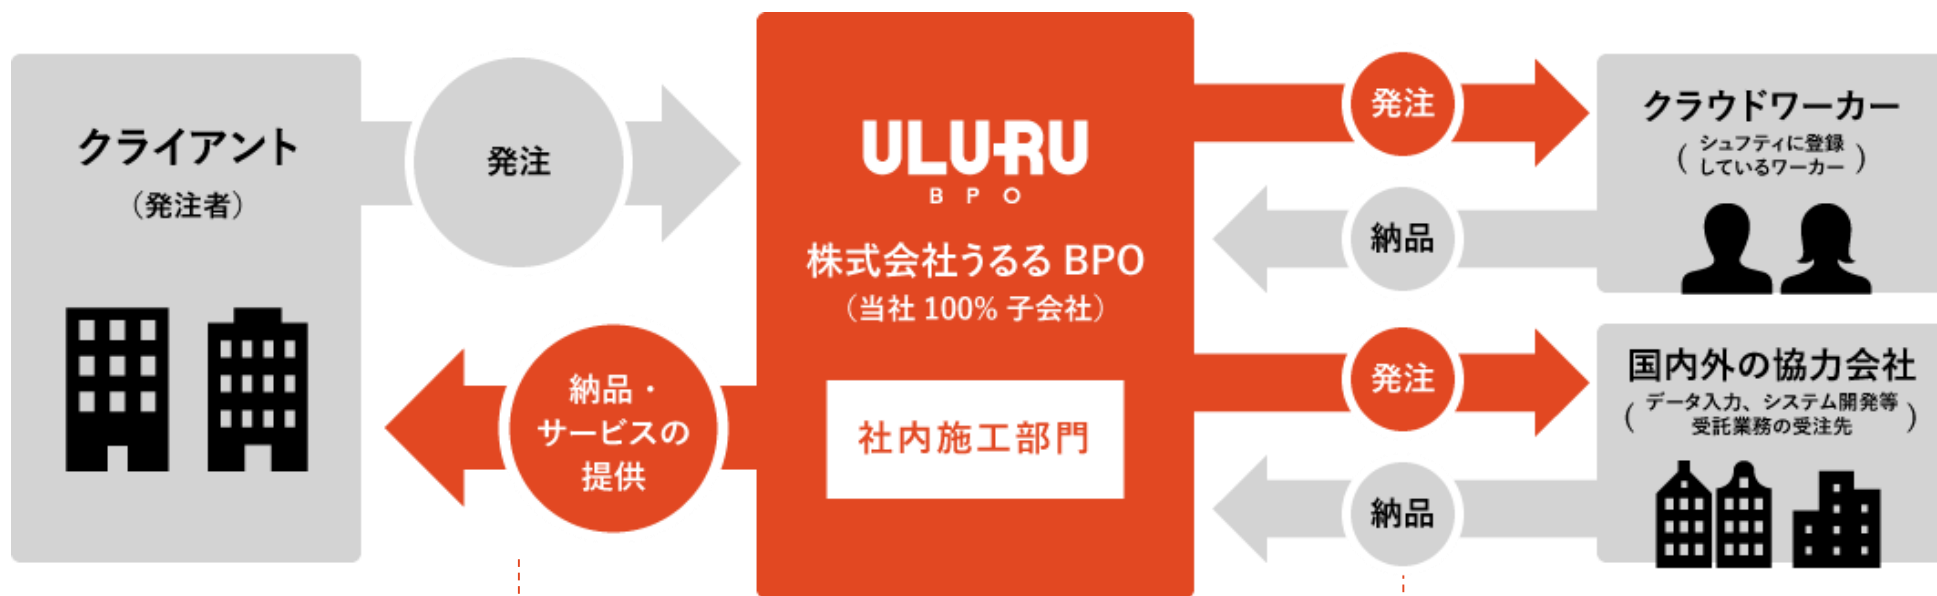 クライアント
（発注者）
発注
納品・
サービスの
提供
ULURU
BPO
株式会社うるる BPO
（当社 100% 子会社）
社内施工部門
発注
納品
発注
納品
クラウドワーカー
（シュフティに登録
しているワーカー）
国内外の協力会社
（データ入力、システム開発等
受託業務の受注先）